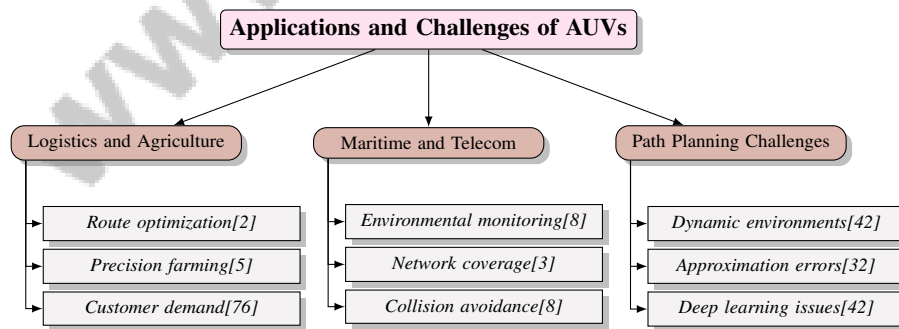 Applications and Challenges of AUVs
Logistics and Agriculture
Route optimization[2]
Precision farming[5]
Customer demand[76]
Maritime and Telecom
Environmental monitoring[8]
Network coverage[3]
Collision avoidance[8]
Path Planning Challenges
Dynamic environments[42]
Approximation errors[32]
Deep learning issues[42]